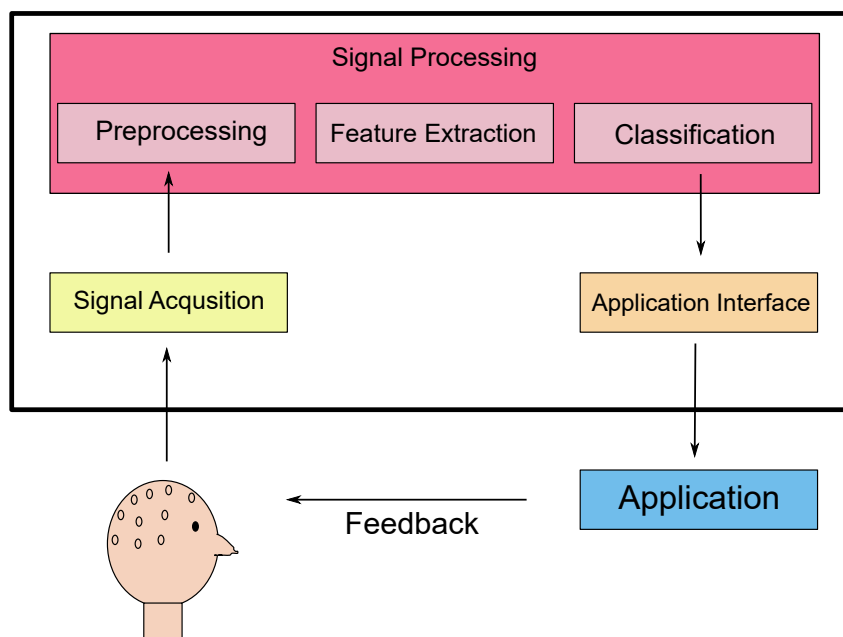 Signal Processing
Preprocessing
Feature Extraction
Classification
Signal Acqusition
Application Interface
Application
Feedback